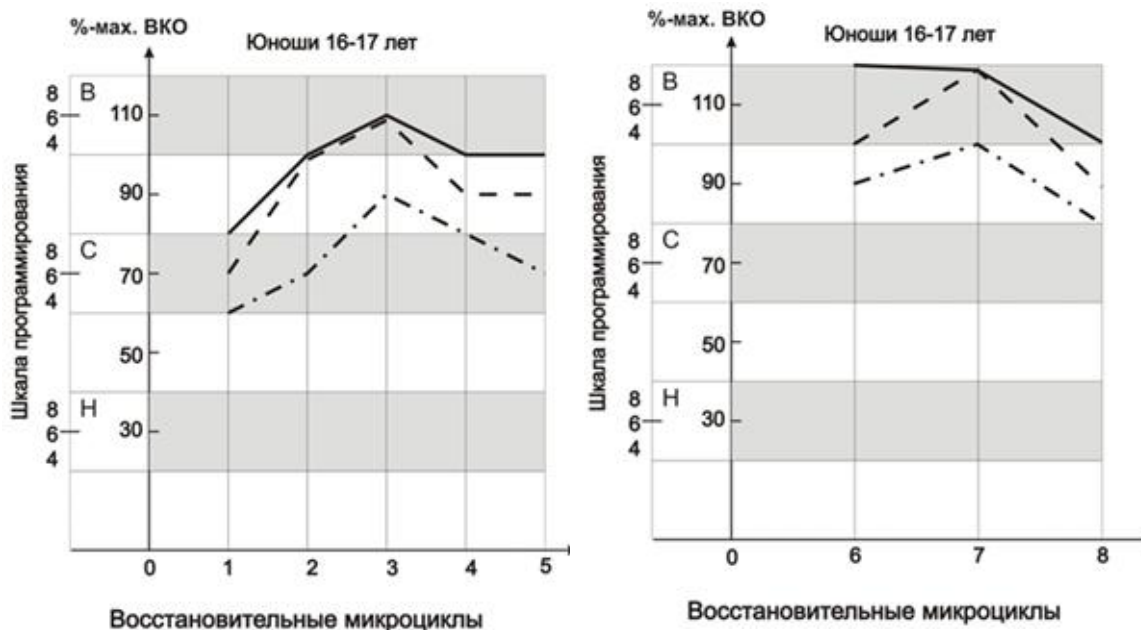 %-мах. ВКО
Юноши 16-17 лет
Шкала программирования
8
6
4
В
8
6
4
С
8
6
4
Н
110
90
70
50
30
0 1 2 3 4 5
Восстановительные микроциклы
%-мах. ВКО
Юноши 16-17 лет
Шкала программирования
8
6
4
В
8
6
4
С
8
6
4
Н
110
90
70
50
30
0 6 7 8
Восстановительные микроциклы